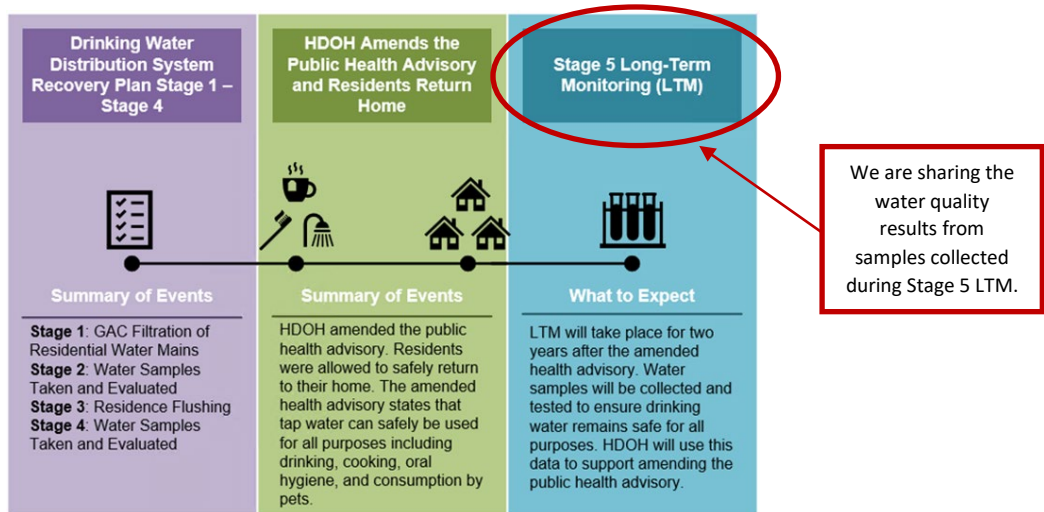 Drinking Water
Distribution System
Recovery Plan Stage 1 –
Stage 4
Summary of Events
Stage 1: GAC Filtration of
Residential Water Mains
Stage 2: Water Samples
Taken and Evaluated
Stage 3: Residence Flushing
Stage 4: Water Samples
Taken and Evaluated
HDOH Amends the
Public Health Advisory
and Residents Return
Home
Summary of Events
HDOH amended the public
health advisory. Residents
were allowed to safely return
to their home. The amended
health advisory states that
tap water can safely be used
for all purposes including
drinking, cooking, oral
hygiene, and consumption by
pets.
Stage 5 Long-Term
Monitoring (LTM)
What to Expect
LTM will take place for two
years after the amended
health advisory. Water
samples will be collected and
tested to ensure drinking
water remains safe for all
purposes. HDOH will use this
data to support amending the
public health advisory.
We are sharing the
water quality
results from
samples collected
during Stage 5 LTM.